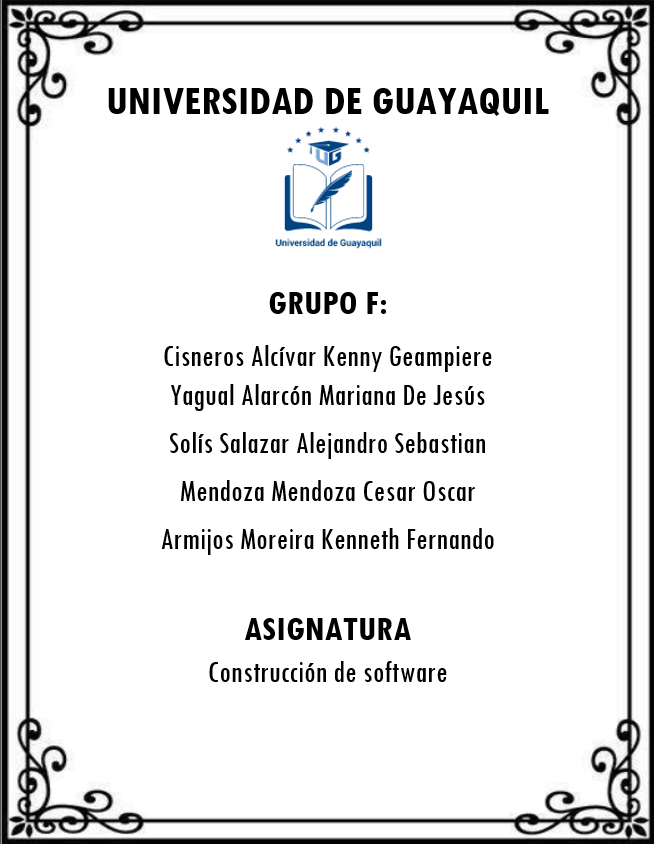 UNIVERSIDAD DE GUAYAQUIL
UG
Universidad de Guayaquil
GRUPO F:
Cisneros Alcívar Kenny Geampiere
Yagual Alarcón Mariana De Jesús
Solís Salazar Alejandro Sebastian
Mendoza Mendoza Cesar Oscar
Armijos Moreira Kenneth Fernando
ASIGNATURA
Construcción de software